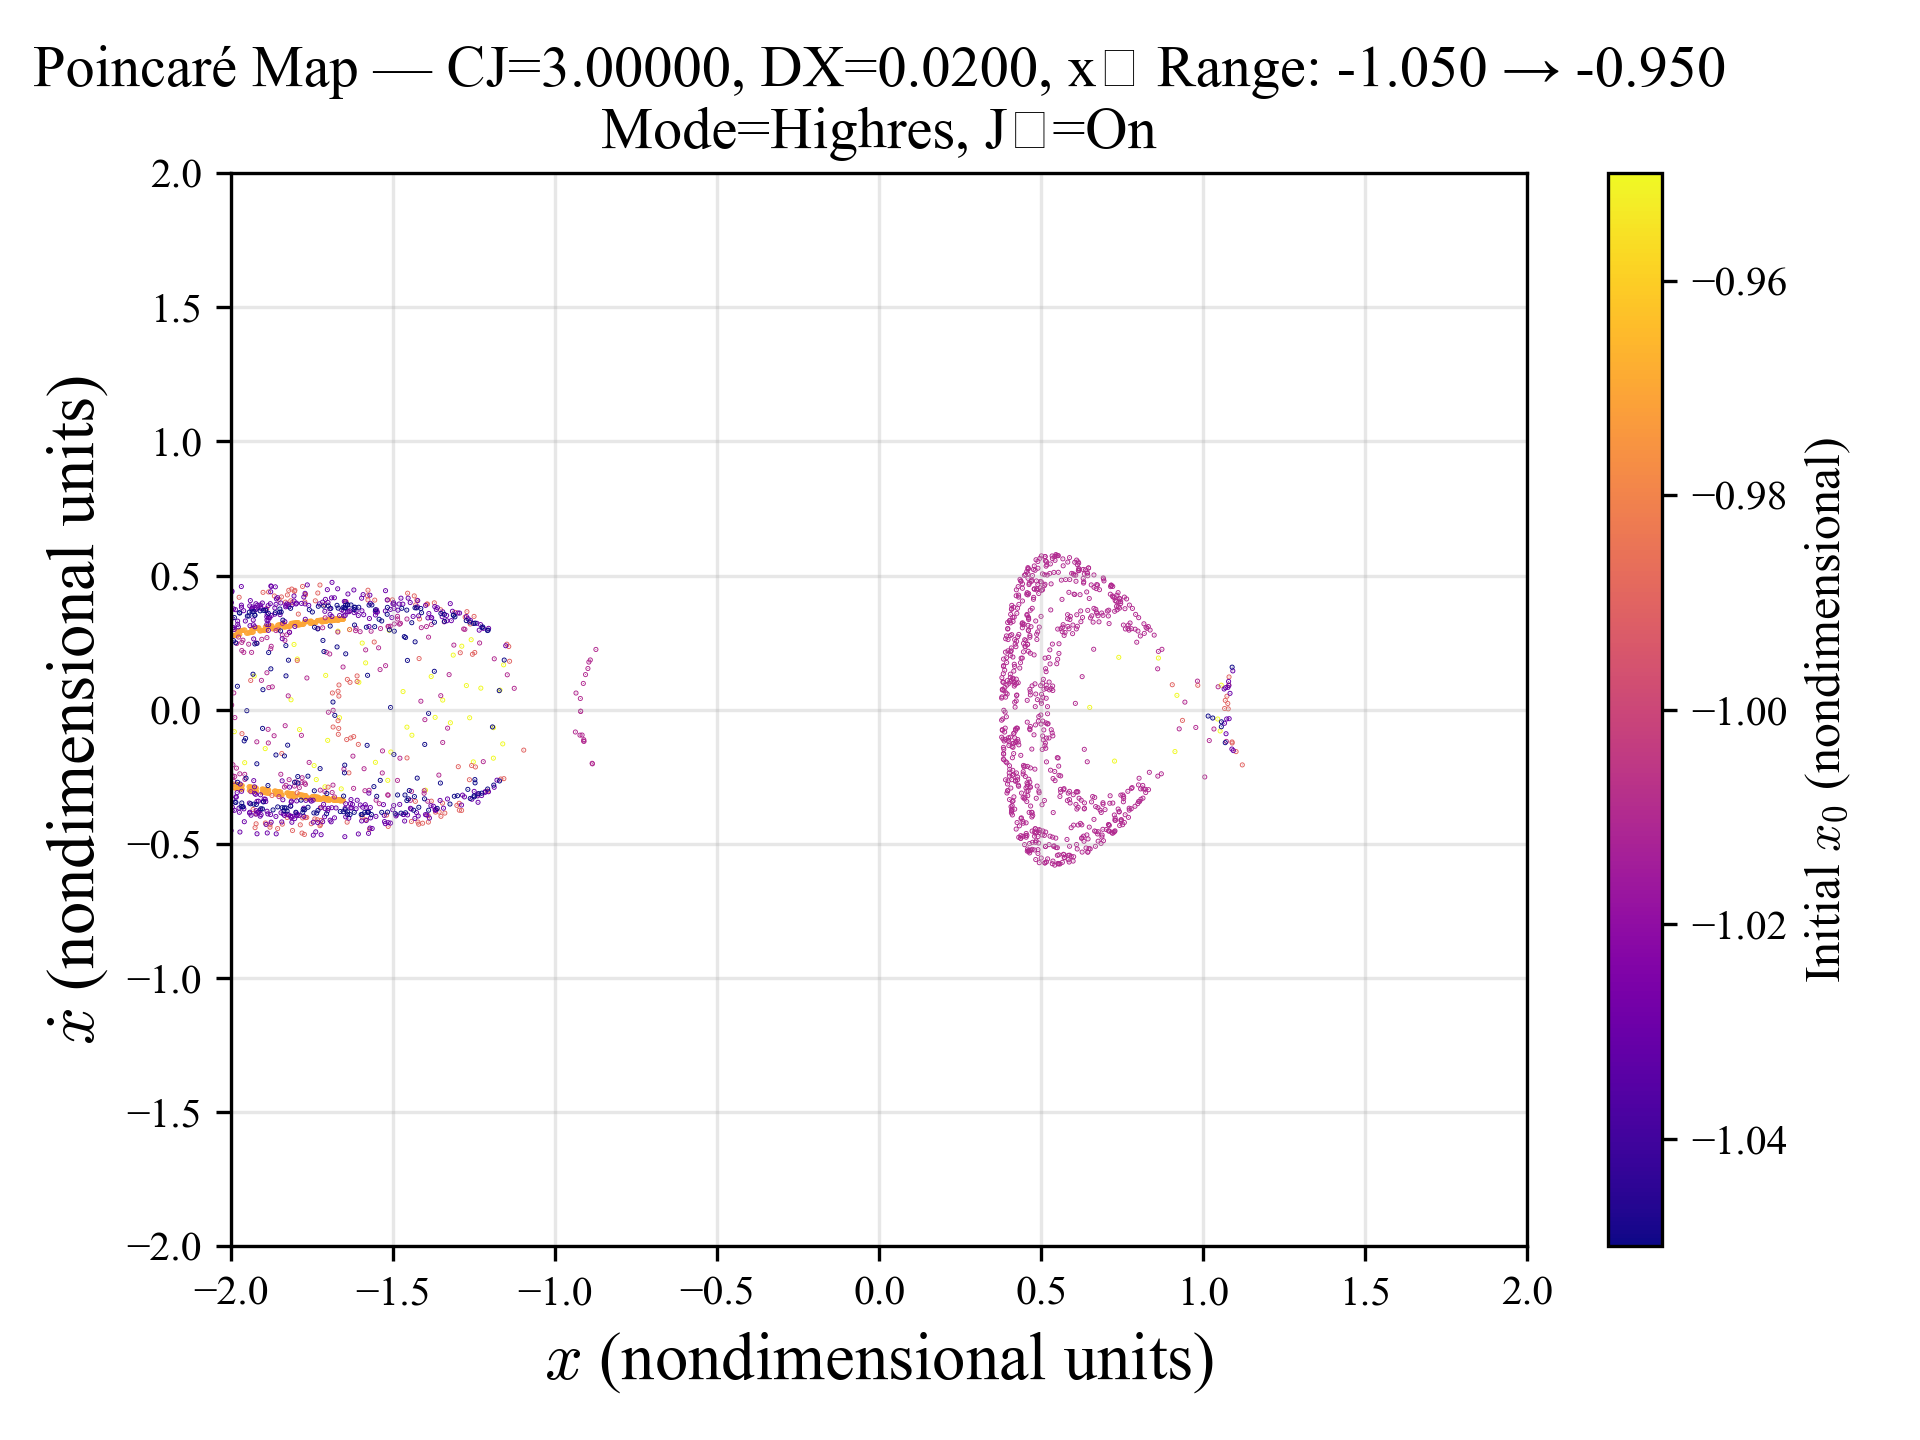 Poincaré Map — CJ=3.00000, DX=0.0200, x□ Range: -1.050 → -0.950
Mode=Highres, J□=On
2.0
1.5
1.0
0.5
0.0
−0.5
−1.0
−1.5
−2.0
−2.0 −1.5 −1.0 −0.5 0.0 0.5 1.0 1.5 2.0
x (nondimensional units)
ẋ (nondimensional units)
−0.96
−0.98
−1.00
−1.02
−1.04
Initial x₀ (nondimensional)